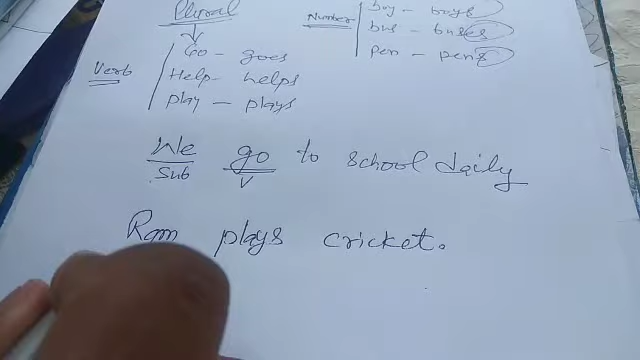 Plural
Verb
Go - goes
Help - helps
Play - plays
Number
boy - boys
bus - buses
pen - pens
We go to school daily
Sub V
Ram plays cricket.